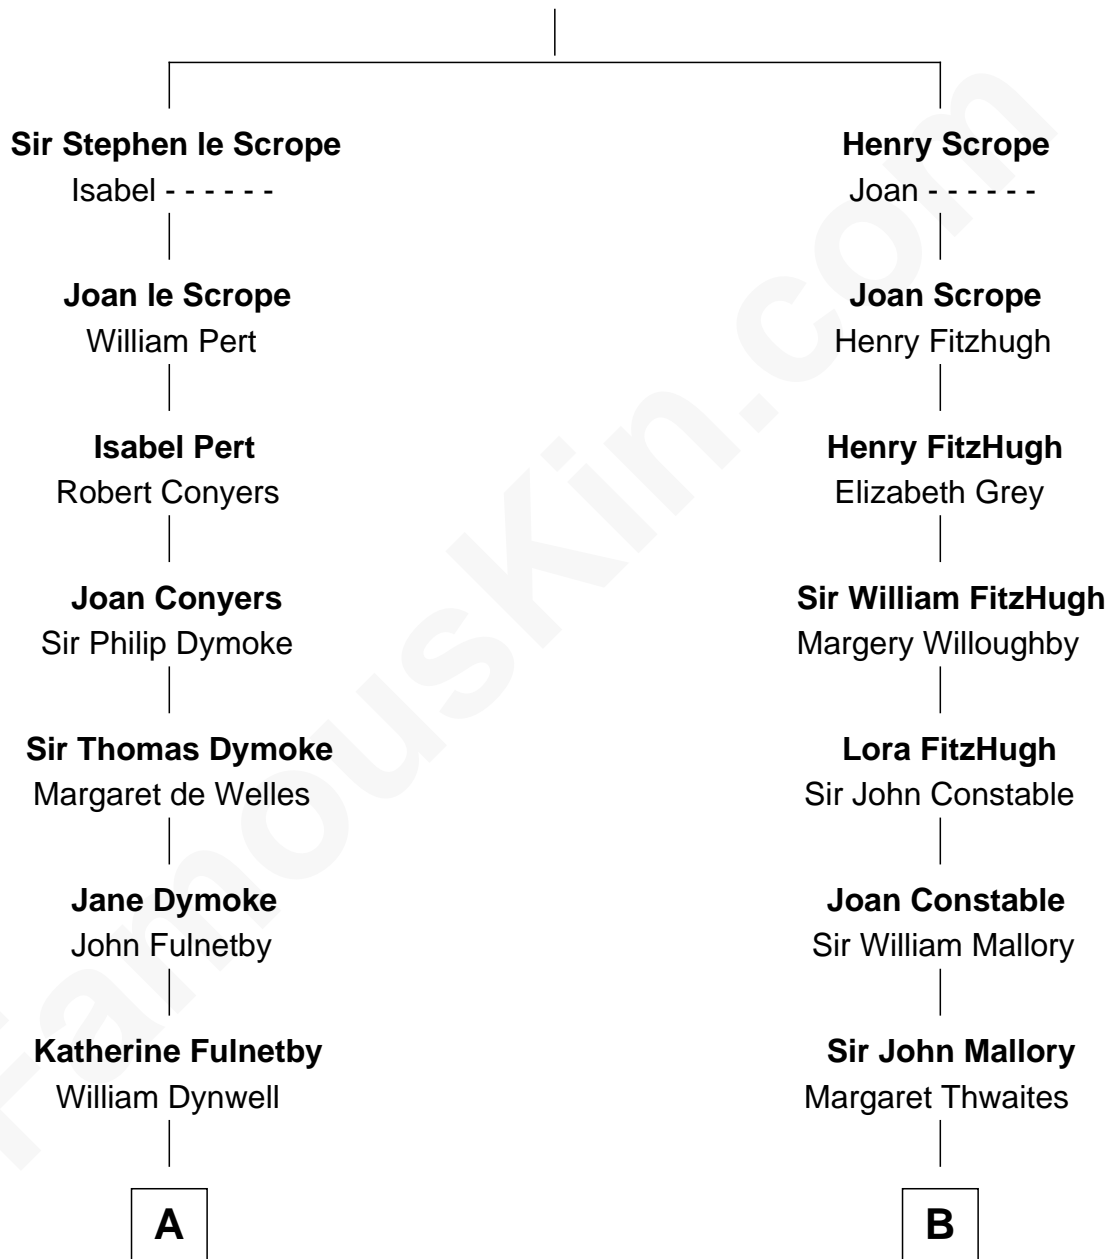 Sir Stephen le Scrope
Isabel - - - - - -
Joan le Scrope
William Pert
Isabel Pert
Robert Conyers
Joan Conyers
Sir Philip Dymoke
Sir Thomas Dymoke
Margaret de Welles
Jane Dymoke
John Fulnetby
Katherine Fulnetby
William Dynwell
A
Henry Scrope
Joan - - - - - -
Joan Scrope
Henry Fitzhugh
Henry FitzHugh
Elizabeth Grey
Sir William FitzHugh
Margery Willoughby
Lora FitzHugh
Sir John Constable
Joan Constable
Sir William Mallory
Sir John Mallory
Margaret Thwaites
B
FamousKin.com